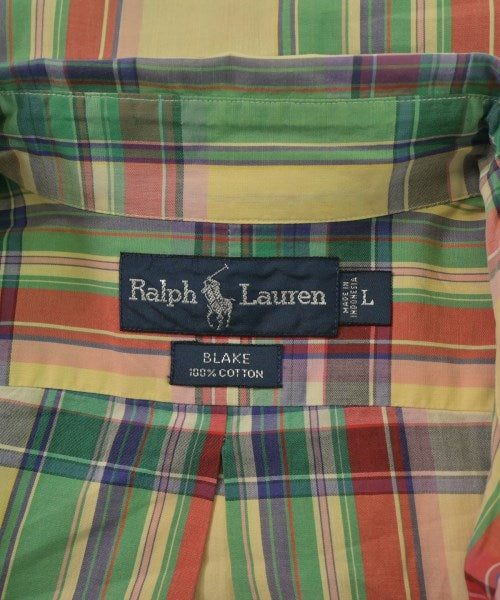 Ralph Lauren
MADE IN
INDONESIA
L
BLAKE
100% COTTON